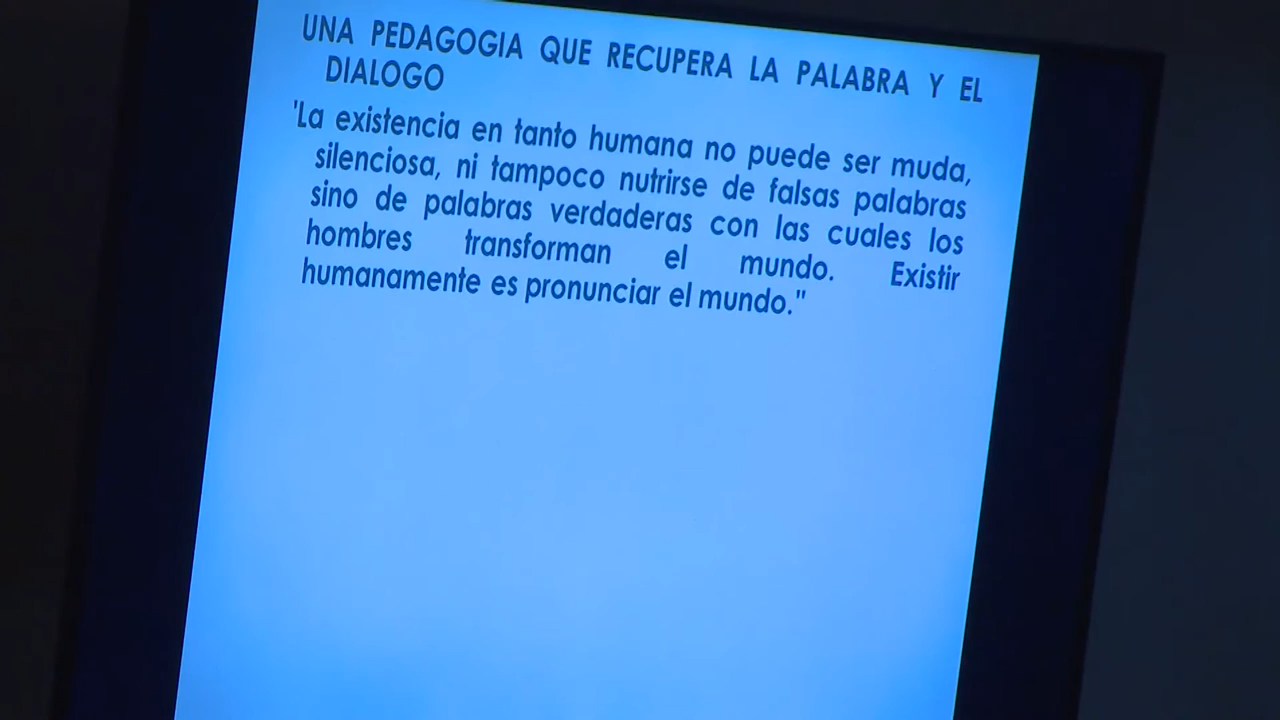 UNA PEDAGOGIA QUE RECUPERA LA PALABRA Y EL
DIALOGO
'La existencia en tanto humana no puede ser muda,
silenciosa, ni tampoco nutrirse de falsas palabras
sino de palabras verdaderas con las cuales los
hombres transforman el mundo. Existir
humanamente es pronunciar el mundo."